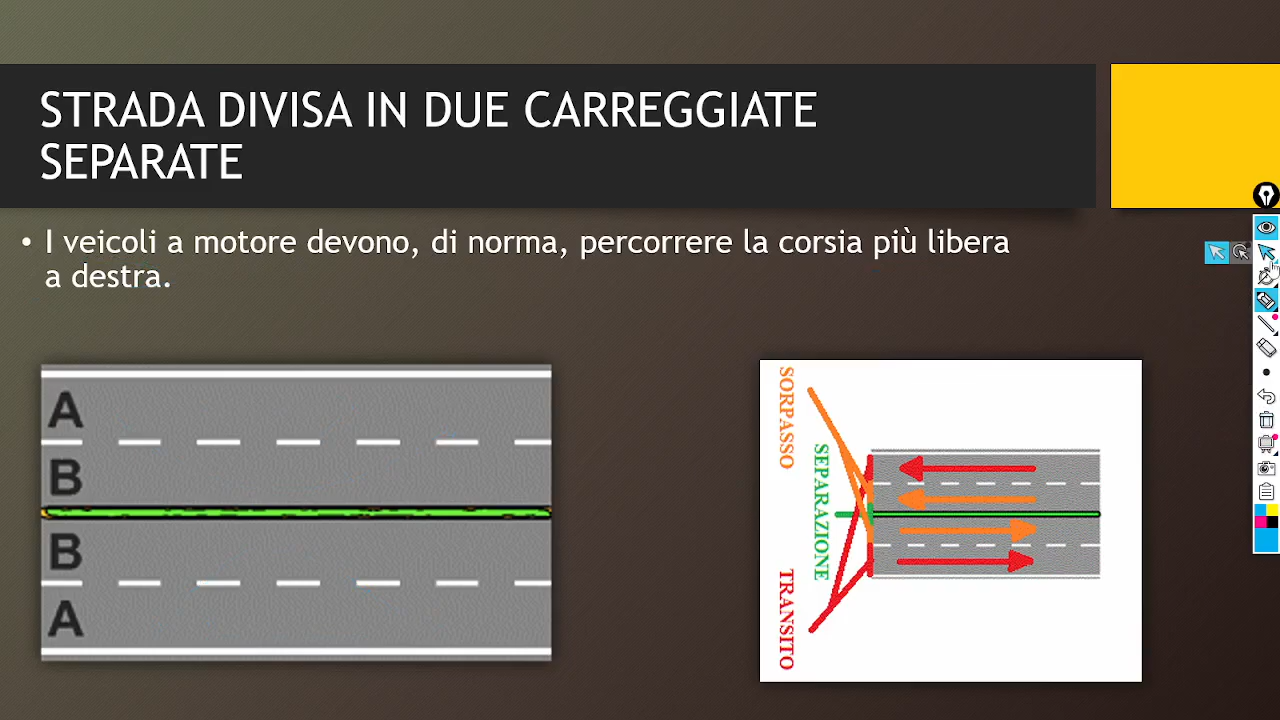 STRADA DIVISA IN DUE CARREGGIATE
SEPARATE
• I veicoli a motore devono, di norma, percorrere la corsia più libera
a destra.
A
B
B
A
SORPASSO
SEPARAZIONE
TRANSITO